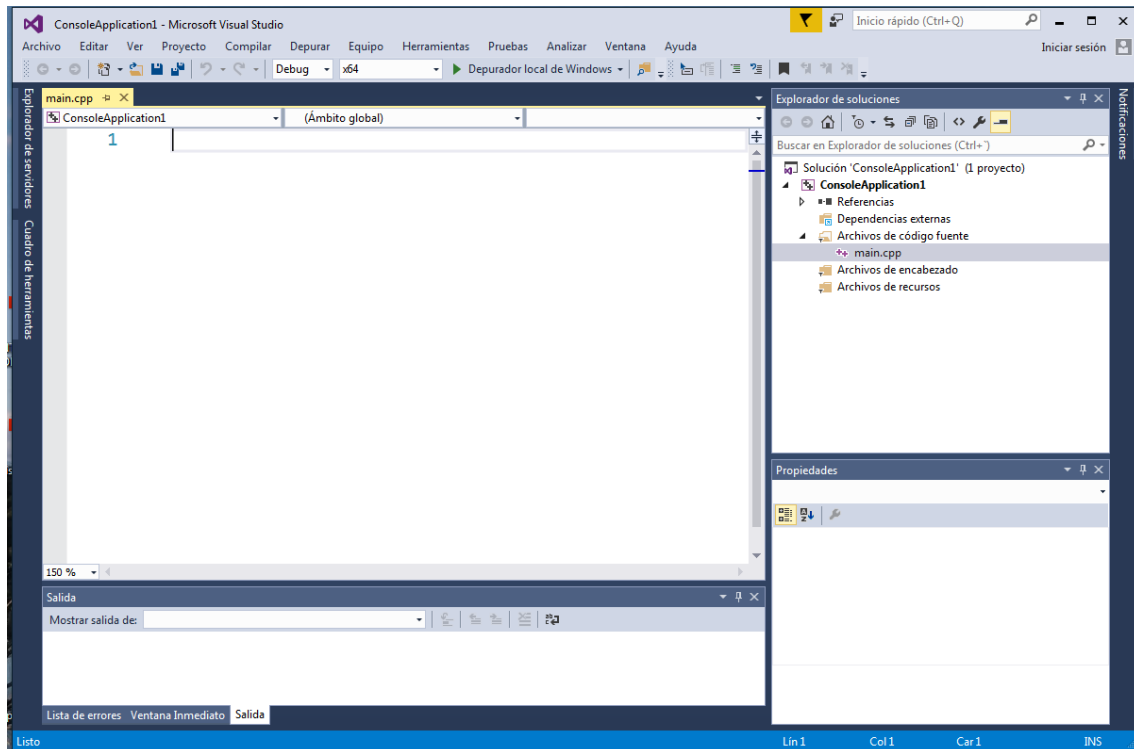 ConsoleApplication1 - Microsoft Visual Studio
Inicio rápido (Ctrl+Q)
Archivo Editar Ver Proyecto Compilar Depurar Equipo Herramientas Pruebas Analizar Ventana Ayuda
Iniciar sesión
Debug x64 Depurador local de Windows
Explorador de servidores
Cuadro de herramientas
main.cpp
ConsoleApplication1 (Ámbito global)
1
150 %
Salida
Mostrar salida de:
Lista de errores Ventana Inmediato Salida
Explorador de soluciones
Buscar en Explorador de soluciones (Ctrl+¨)
Solución 'ConsoleApplication1' (1 proyecto)
ConsoleApplication1
Referencias
Dependencias externas
Archivos de código fuente
main.cpp
Archivos de encabezado
Archivos de recursos
Propiedades
Notificaciones
Listo Lín 1 Col 1 Car 1 INS